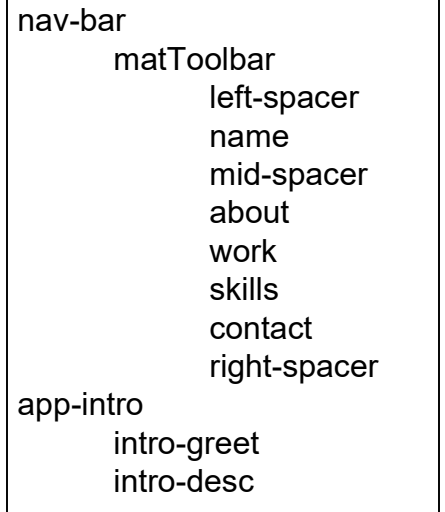 nav-bar
matToolbar
left-spacer
name
mid-spacer
about
work
skills
contact
right-spacer
app-intro
intro-greet
intro-desc